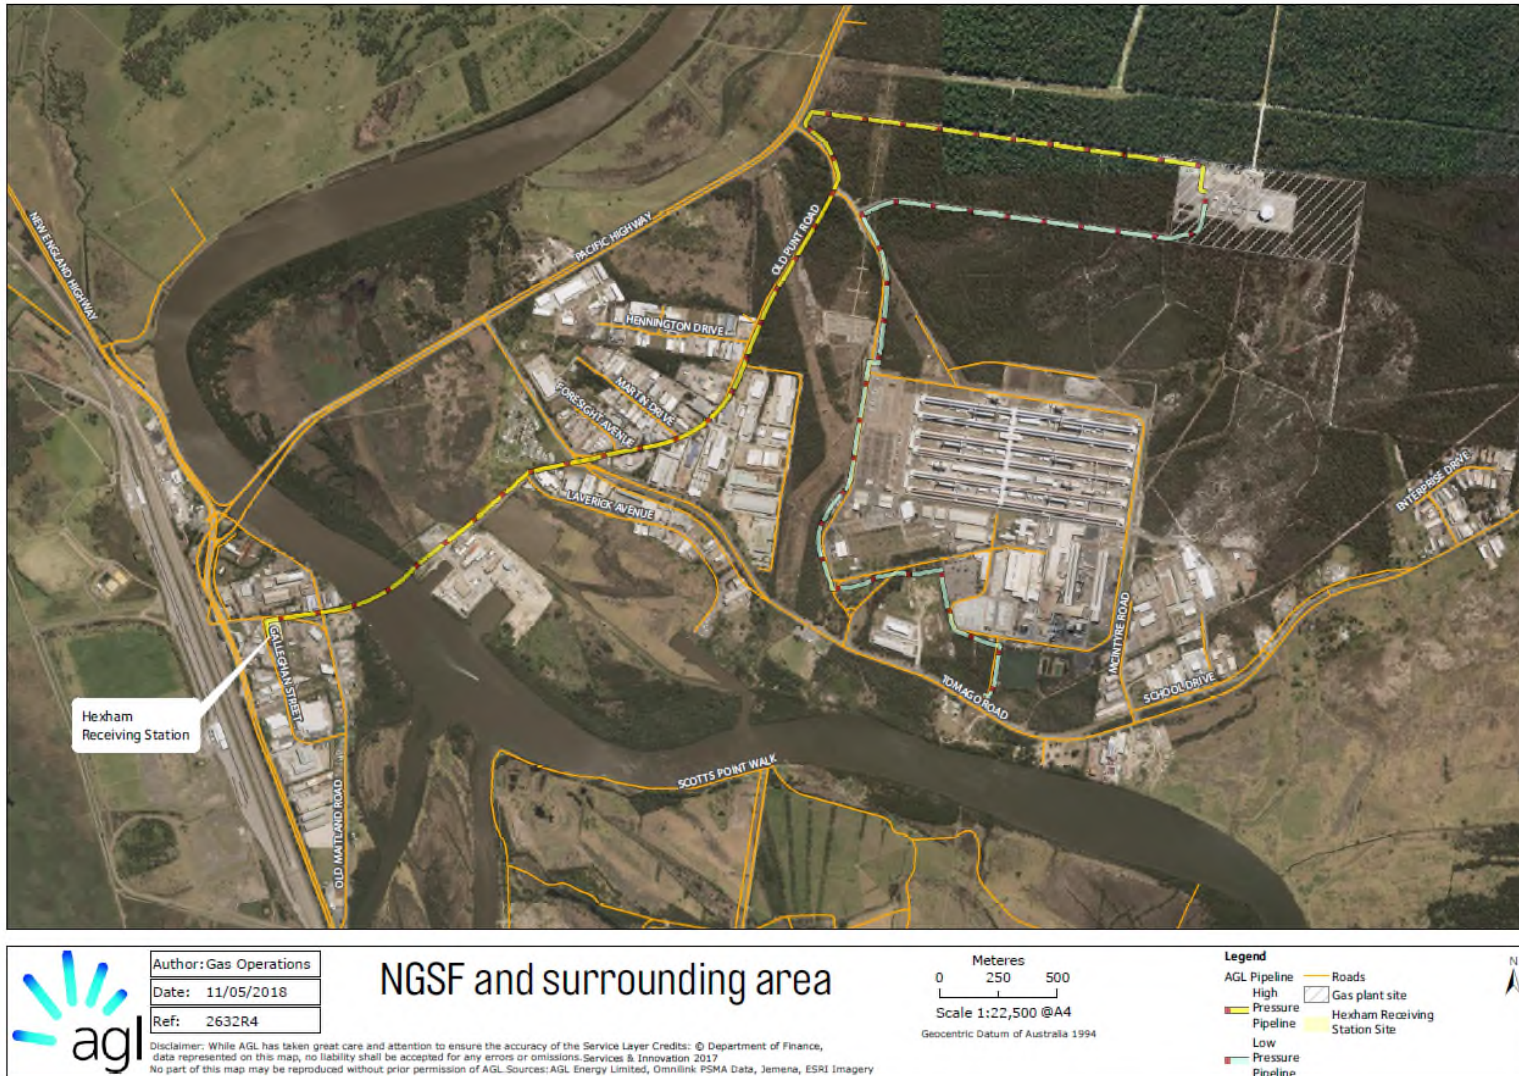 NEW ENGLAND HIGHWAY
PACIFIC HIGHWAY
OLD PUNT ROAD
HENNINGTON DRIVE
MARTIN DRIVE
FORESIGHT AVENUE
LAVERICK AVENUE
ENTERPRISE DRIVE
MCINTYRE ROAD
SCHOOL DRIVE
TOMAGO ROAD
GALLEGHAN STREET
Hexham
Receiving Station
SCOTTS POINT WALK
OLD MAITLAND ROAD
agl
Author: Gas Operations
Date: 11/05/2018
Ref: 2632R4
NGSF and surrounding area
Disclaimer: While AGL has taken great care and attention to ensure the accuracy of the Service Layer Credits: © Department of Finance,
data represented on this map, no liability shall be accepted for any errors or omissions. Services & Innovation 2017
No part of this map may be reproduced without prior permission of AGL. Sources: AGL Energy Limited, Omnilink PSMA Data, Jemena, ESRI Imagery
Meteres
0 250 500
Scale 1:22,500 @A4
Geocentric Datum of Australia 1994
Legend
AGL Pipeline
High
Pressure
Pipeline
Low
Pressure
Pipeline
Roads
Gas plant site
Hexham Receiving
Station Site
N